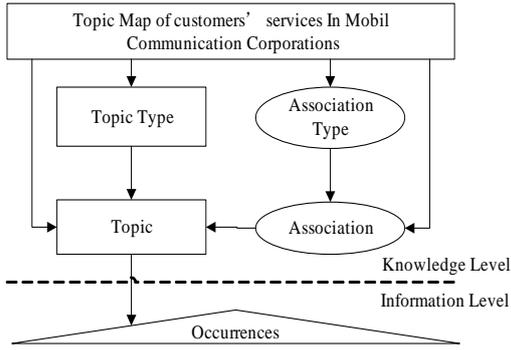 Topic Map of customers’ services In Mobil
Communication Corporations
Topic Type
Association
Type
Topic
Association
Knowledge Level
Information Level
Occurrences